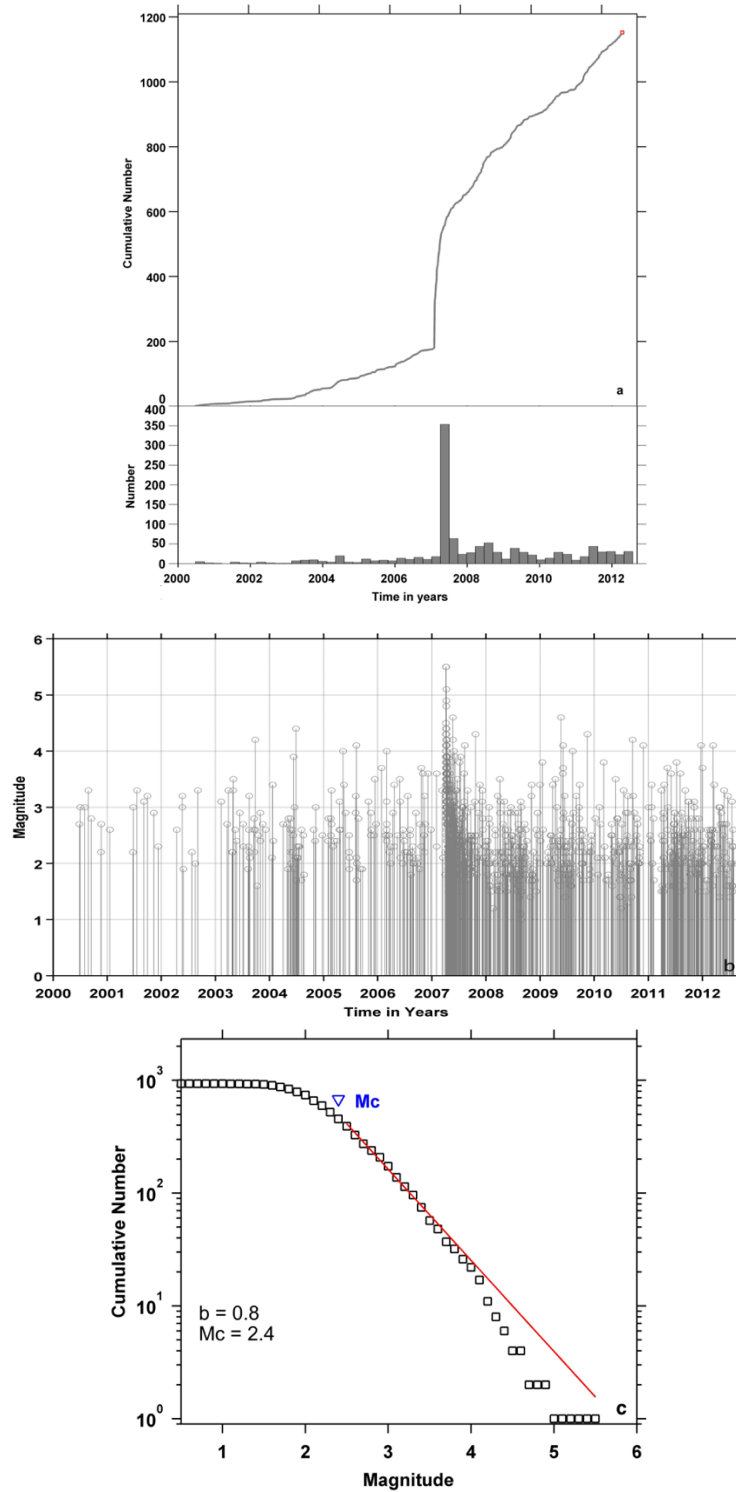 1200
1000
800
600
400
200
0
Cumulative Number
a
400
350
300
250
200
150
100
50
0
Number
2000 2002 2004 2006 2008 2010 2012
Time in years
6
5
4
3
2
1
0
Magnitude
b
2000 2001 2002 2003 2004 2005 2006 2007 2008 2009 2010 2011 2012
Time in Years
10³
10²
10¹
10⁰
Cumulative Number
Mc
b = 0.8
Mc = 2.4
c
1 2 3 4 5 6
Magnitude